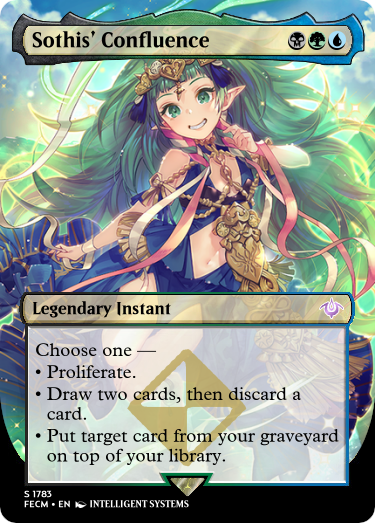 Sothis' Confluence
Legendary Instant
Choose one —
• Proliferate.
• Draw two cards, then discard a
card.
• Put target card from your graveyard
on top of your library.
S 1783
FECM • EN INTELLIGENT SYSTEMS